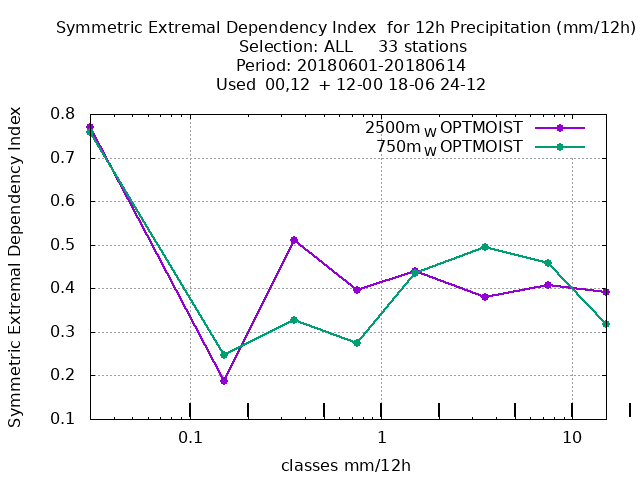 Symmetric Extremal Dependency Index for 12h Precipitation (mm/12h)
Selection: ALL 33 stations
Period: 20180601-20180614
Used 00,12 + 12-00 18-06 24-12
2500m W OPTMOIST
750m W OPTMOIST
Symmetric Extremal Dependency Index
0.8
0.7
0.6
0.5
0.4
0.3
0.2
0.1
0.1 1 10
classes mm/12h